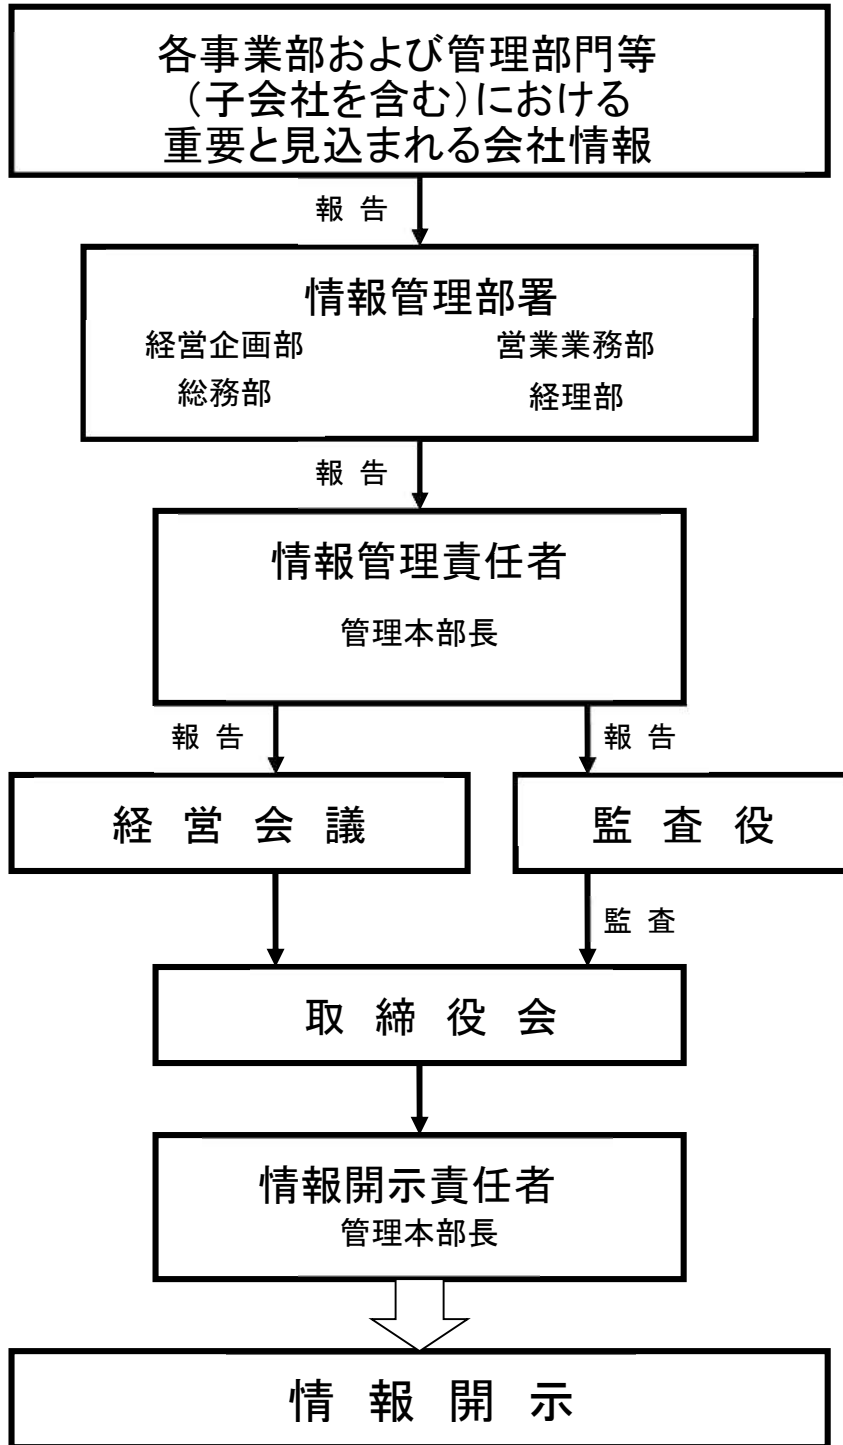 各事業部および管理部門等
（子会社を含む）における
重要と見込まれる会社情報
報 告
情報管理部署
経営企画部 営業業務部
総務部 経理部
報 告
情報管理責任者
管理本部長
報 告 報 告
経 営 会 議 監 査 役
監 査
取 締 役 会
情報開示責任者
管理本部長
情 報 開 示